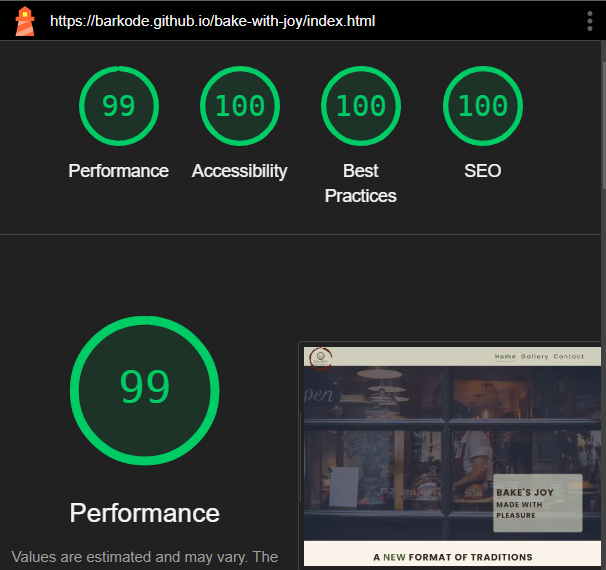 https://barkode.github.io/bake-with-joy/index.html
99
100
100
100
Performance
Accessibility
Best
Practices
SEO
99
Performance
Values are estimated and may vary. The
Home Gallery Contact
pen
BAKE'S JOY
MADE WITH
PLEASURE
A NEW FORMAT OF TRADITIONS